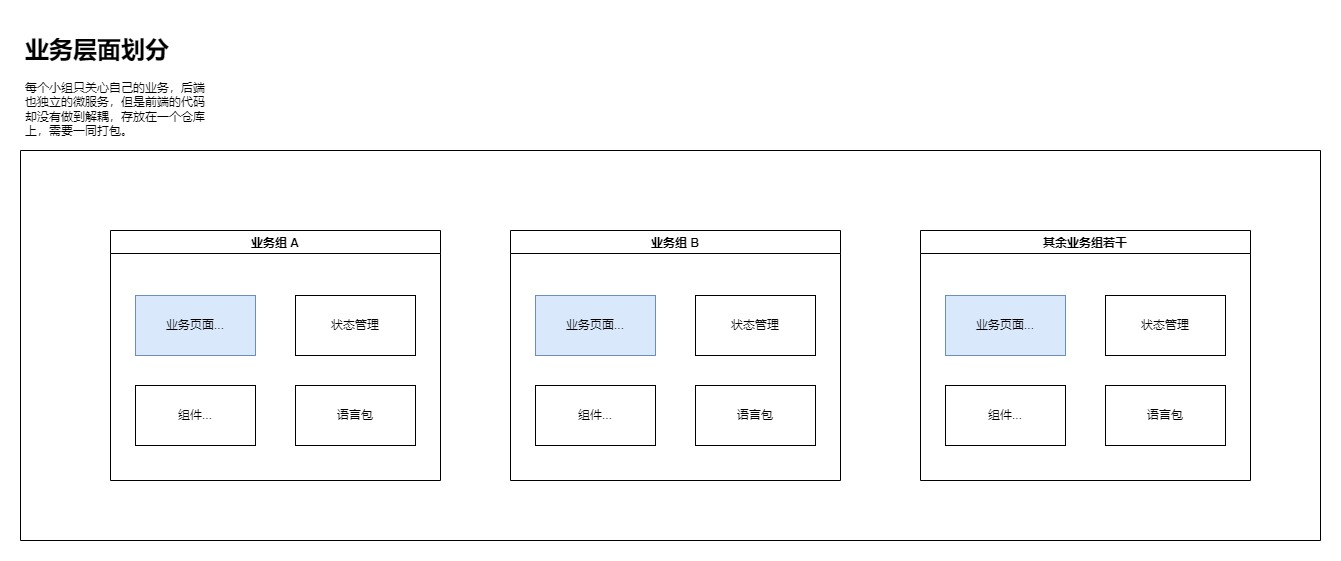 业务层面划分
每个小组只关心自己的业务，后端
也独立的微服务，但是前端的代码
却没有做到解耦，存放在一个仓库
上，需要一同打包。
业务组 A
业务页面...
状态管理
组件...
语言包
业务组 B
业务页面...
状态管理
组件...
语言包
其余业务组若干
业务页面...
状态管理
组件...
语言包